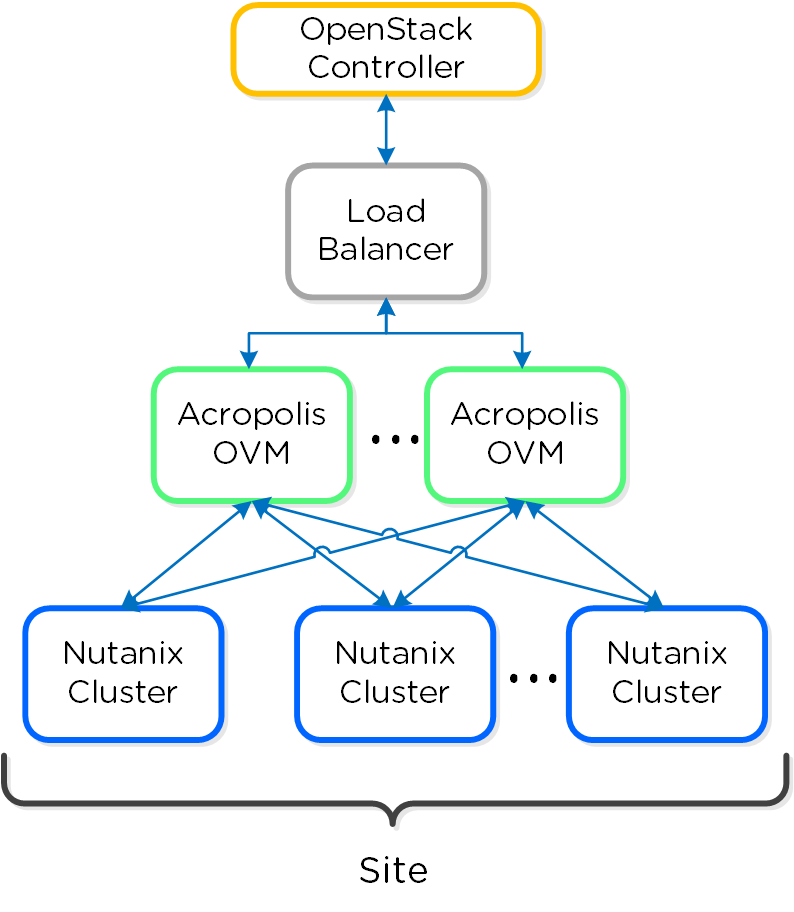 OpenStack
Controller
Load
Balancer
Acropolis
OVM
...
Acropolis
OVM
Nutanix
Cluster
Nutanix
Cluster
...
Nutanix
Cluster
Site